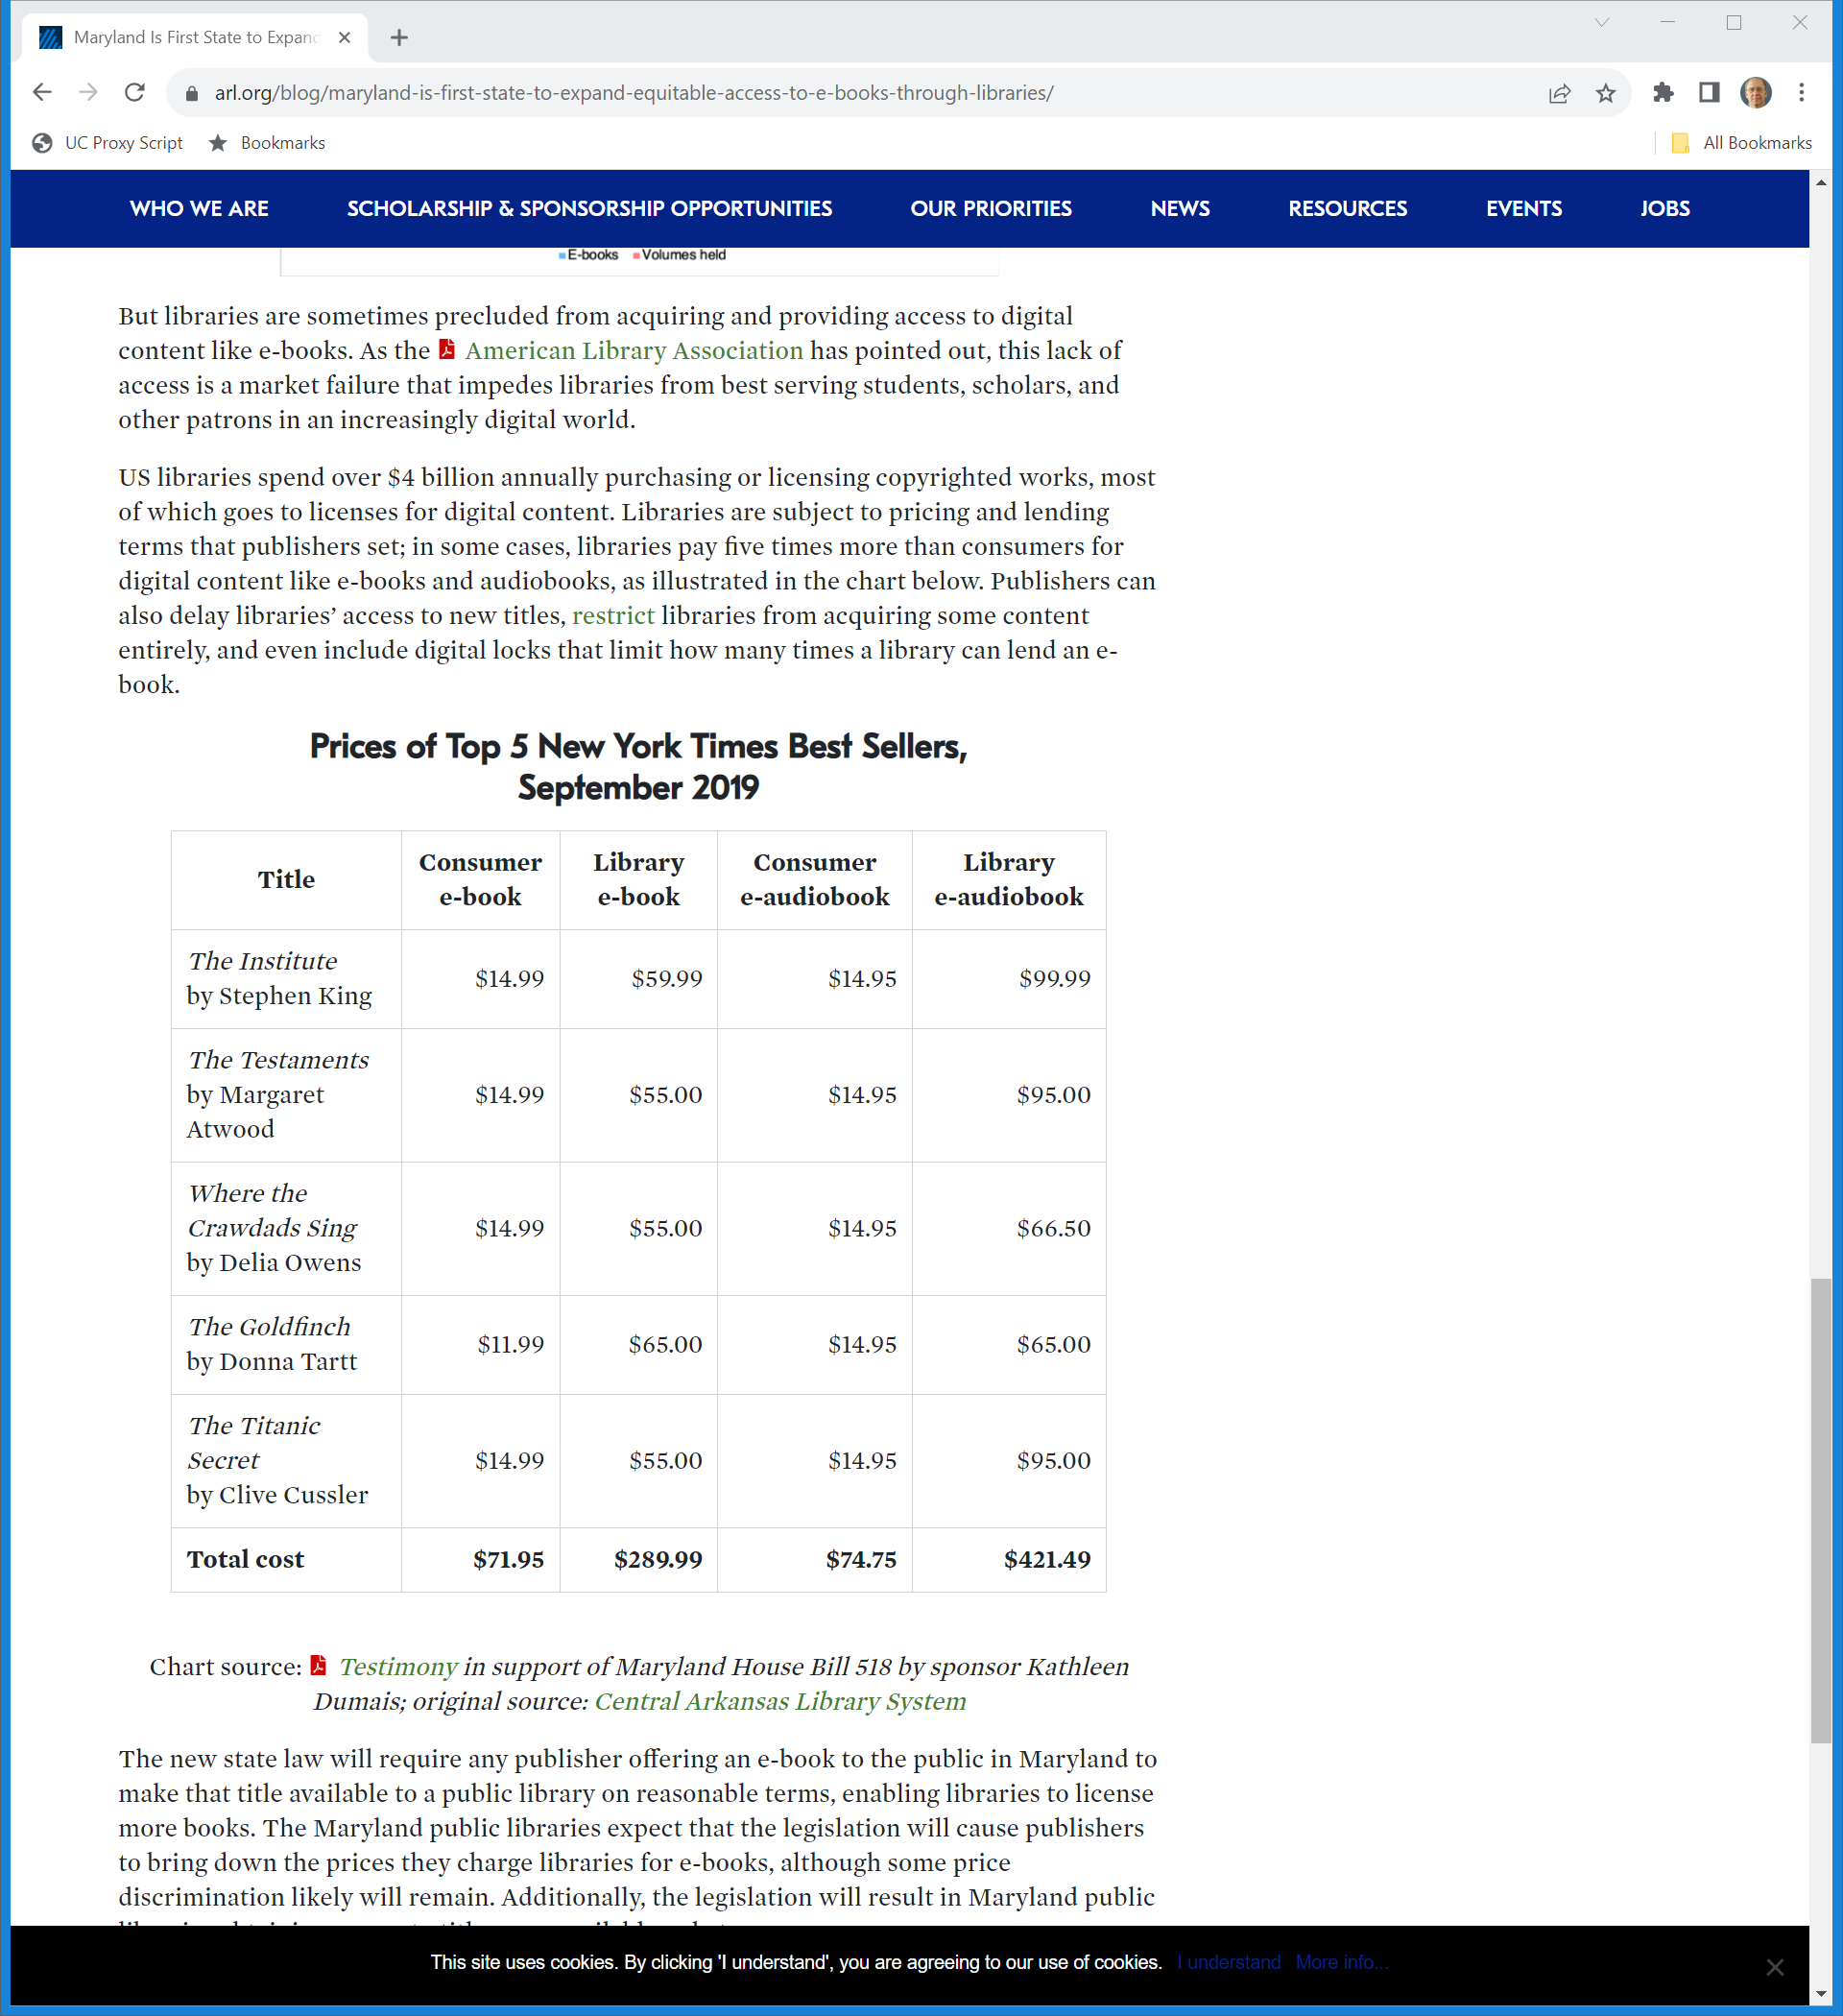 Maryland Is First State to Expand
arl.org/blog/maryland-is-first-state-to-expand-equitable-access-to-e-books-through-libraries/
UC Proxy Script Bookmarks All Bookmarks
WHO WE ARE SCHOLARSHIP & SPONSORSHIP OPPORTUNITIES OUR PRIORITIES NEWS RESOURCES EVENTS JOBS
E-books Volumes held
But libraries are sometimes precluded from acquiring and providing access to digital
content like e-books. As the American Library Association has pointed out, this lack of
access is a market failure that impedes libraries from best serving students, scholars, and
other patrons in an increasingly digital world.
US libraries spend over $4 billion annually purchasing or licensing copyrighted works, most
of which goes to licenses for digital content. Libraries are subject to pricing and lending
terms that publishers set; in some cases, libraries pay five times more than consumers for
digital content like e-books and audiobooks, as illustrated in the chart below. Publishers can
also delay libraries’ access to new titles, restrict libraries from acquiring some content
entirely, and even include digital locks that limit how many times a library can lend an e-
book.
Prices of Top 5 New York Times Best Sellers,
September 2019
Title Consumer e-book Library e-book Consumer e-audiobook Library e-audiobook
The Institute
by Stephen King $14.99 $59.99 $14.95 $99.99
The Testaments
by Margaret $14.99 $55.00 $14.95 $95.00
Atwood
Where the
Crawdads Sing $14.99 $55.00 $14.95 $66.50
by Delia Owens
The Goldfinch
by Donna Tartt $11.99 $65.00 $14.95 $65.00
The Titanic
Secret $14.99 $55.00 $14.95 $95.00
by Clive Cussler
Total cost $71.95 $289.99 $74.75 $421.49
Chart source: Testimony in support of Maryland House Bill 518 by sponsor Kathleen
Dumais; original source: Central Arkansas Library System
The new state law will require any publisher offering an e-book to the public in Maryland to
make that title available to a public library on reasonable terms, enabling libraries to license
more books. The Maryland public libraries expect that the legislation will cause publishers
to bring down the prices they charge libraries for e-books, although some price
discrimination likely will remain. Additionally, the legislation will result in Maryland public
This site uses cookies. By clicking 'I understand', you are agreeing to our use of cookies. I understand More info...